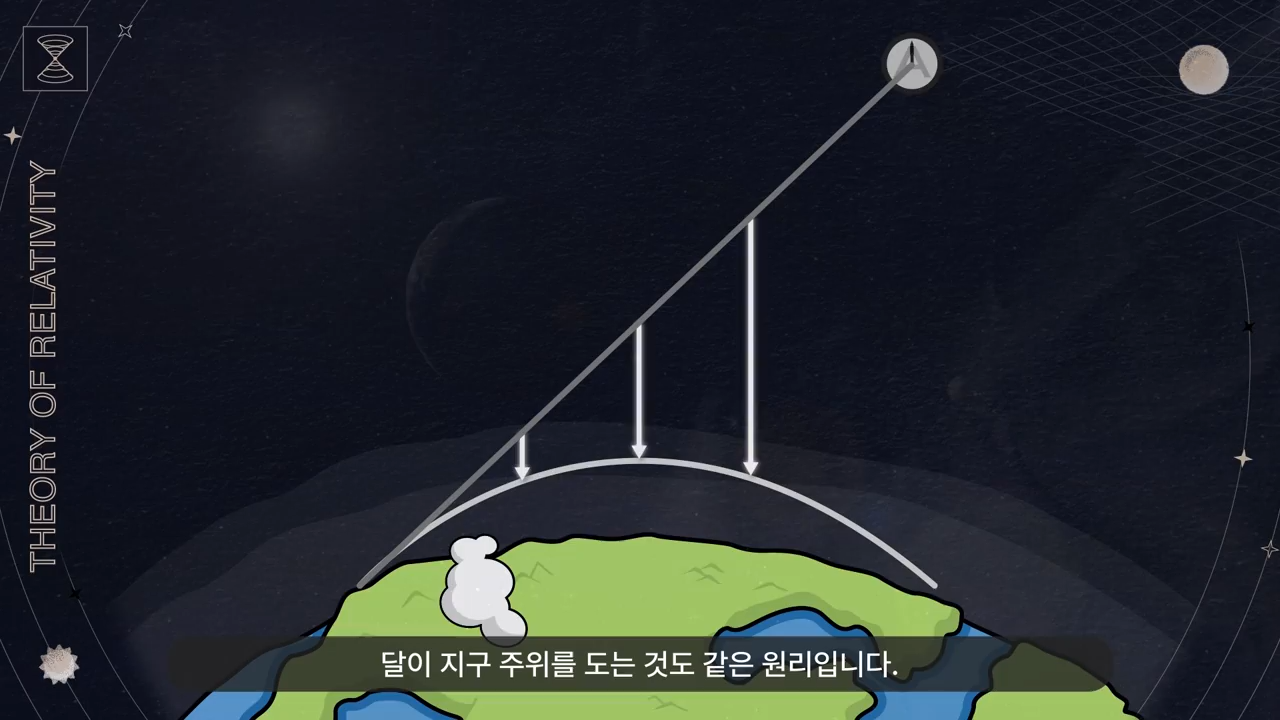 THEORY OF RELATIVITY
달이 지구 주위를 도는 것도 같은 원리입니다.